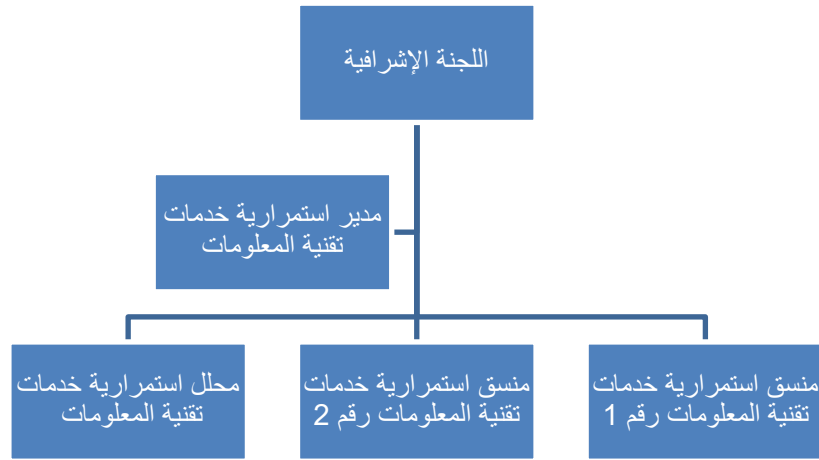 اللجنة الإشرافية
مدير استمرارية خدمات
تقنية المعلومات
منسق استمرارية خدمات
تقنية المعلومات رقم 1
منسق استمرارية خدمات
تقنية المعلومات رقم 2
محلل استمرارية خدمات
تقنية المعلومات